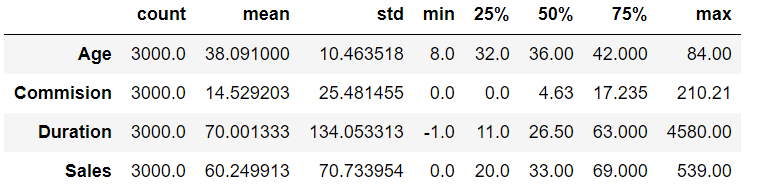 count mean std min 25% 50% 75% max
Age 3000.0 38.091000 10.463518 8.0 32.0 36.00 42.000 84.00
Commision 3000.0 14.529203 25.481455 0.0 0.0 4.63 17.235 210.21
Duration 3000.0 70.001333 134.053313 -1.0 11.0 26.50 63.000 4580.00
Sales 3000.0 60.249913 70.733954 0.0 20.0 33.00 69.000 539.00